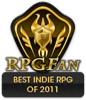 RPGFan
BEST INDIE RPG
OF 2011